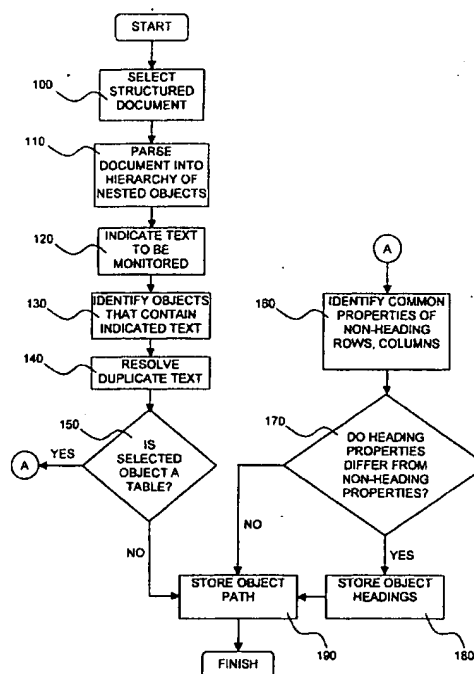 START
100
SELECT
STRUCTURED
DOCUMENT
110
PARSE
DOCUMENT INTO
HIERARCHY OF
NESTED OBJECTS
120
INDICATE TEXT
TO BE
MONITORED
130
IDENTIFY OBJECTS
THAT CONTAIN
INDICATED TEXT
140
RESOLVE
DUPLICATE TEXT
150
IS
SELECTED
OBJECT A
TABLE?
YES
A
NO
A
160
IDENTIFY COMMON
PROPERTIES OF
NON-HEADING
ROWS, COLUMNS
170
DO HEADING
PROPERTIES
DIFFER FROM
NON-HEADING
PROPERTIES?
NO
YES
STORE OBJECT
PATH
190
STORE OBJECT
HEADINGS
180
FINISH